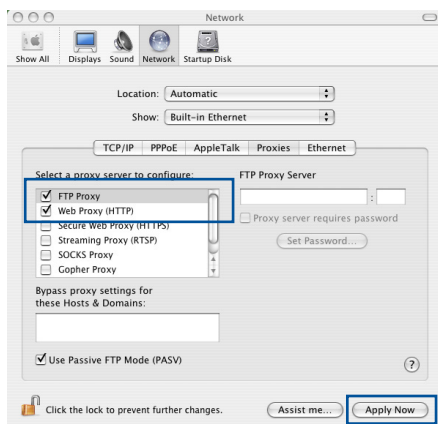 Network
Show All Displays Sound Network Startup Disk
Location: Automatic
Show: Built-in Ethernet
TCP/IP PPPoE AppleTalk Proxies Ethernet
Select a proxy server to configure: FTP Proxy Server
FTP Proxy
:
Web Proxy (HTTP)
Proxy server requires password
Secure Web Proxy (HTTPS)
Streaming Proxy (RTSP)
Set Password...
SOCKS Proxy
Gopher Proxy
Bypass proxy settings for
these Hosts & Domains:
Use Passive FTP Mode (PASV)
?
Click the lock to prevent further changes.
Assist me... Apply Now